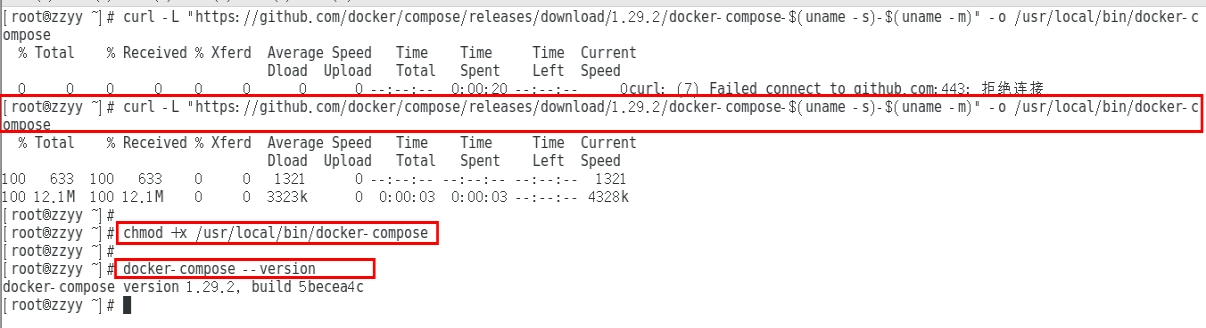 [root@zzyy ~]# curl -L "https://github.com/docker/compose/releases/download/1.29.2/docker-compose-$(uname -s)-$(uname -m)" -o /usr/local/bin/docker-c
ompose
% Total % Received % Xferd Average Speed Time Time Time Current
Dload Upload Total Spent Left Speed
0 0 0 0 0 0 0 0 --:--:-- 0:00:20 --:--:-- 0curl: (7) Failed connect to github.com:443; 拒绝连接
[root@zzyy ~]# curl -L "https://github.com/docker/compose/releases/download/1.29.2/docker-compose-$(uname -s)-$(uname -m)" -o /usr/local/bin/docker-c
ompose
% Total % Received % Xferd Average Speed Time Time Time Current
Dload Upload Total Spent Left Speed
100 633 100 633 0 0 1321 0 --:--:-- --:--:-- --:--:-- 1321
100 12.1M 100 12.1M 0 0 3323k 0 0:00:03 0:00:03 --:--:-- 4328k
[root@zzyy ~]#
[root@zzyy ~]# chmod +x /usr/local/bin/docker-compose
[root@zzyy ~]#
[root@zzyy ~]# docker-compose --version
docker-compose version 1.29.2, build 5becea4c
[root@zzyy ~]#